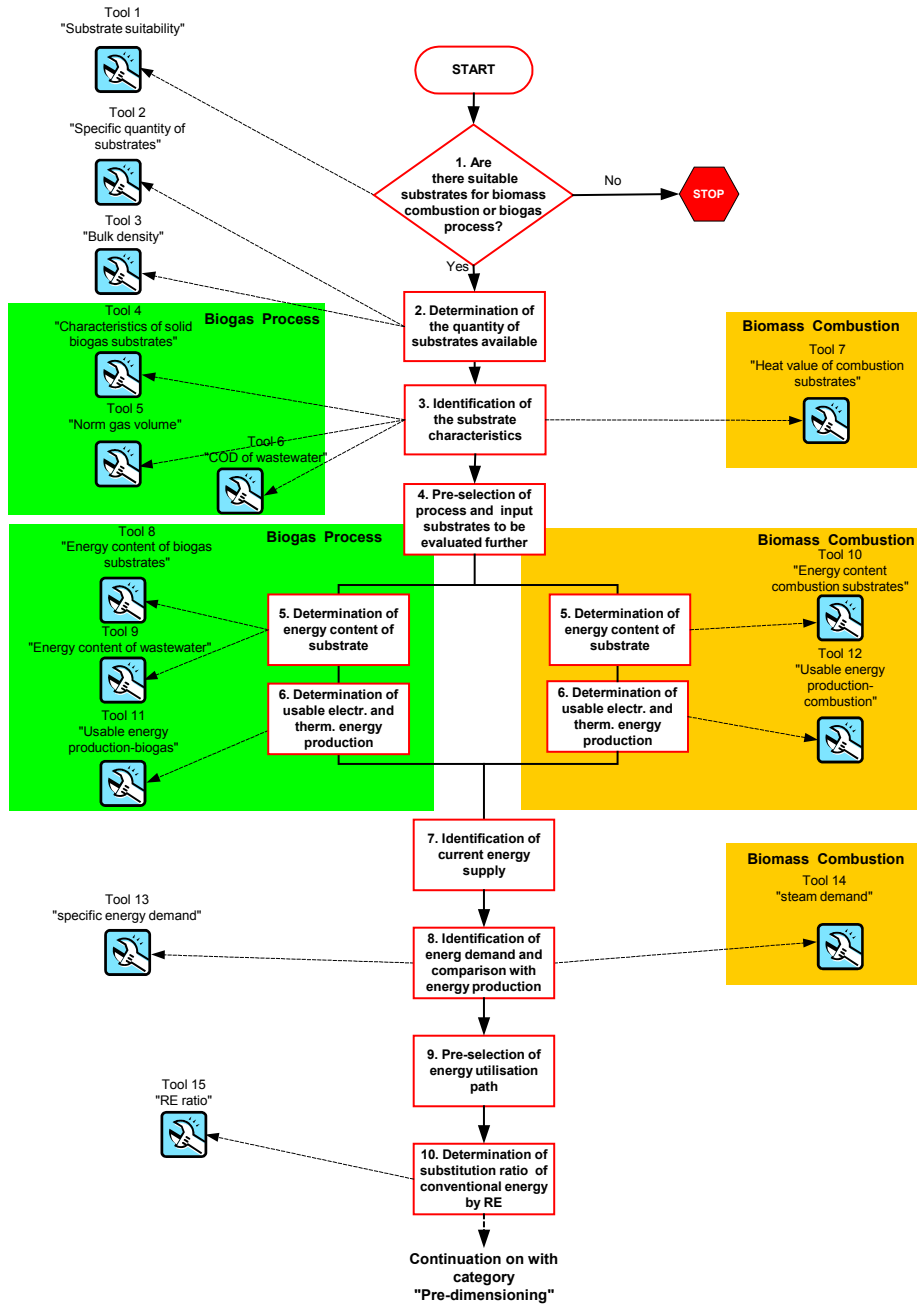 Tool 1
"Substrate suitability"
START
Tool 2
"Specific quantity of
substrates"
1. Are
there suitable
substrates for biomass
combustion or biogas
process?
No
STOP
Tool 3
"Bulk density"
Yes
2. Determination of
the quantity of
substrates available
Biogas Process
Tool 4
"Characteristics of solid
biogas substrates"
Biomass Combustion
Tool 7
"Heat value of combustion
substrates"
3. Identification of
the substrate
characteristics
Tool 5
"Norm gas volume"
Tool 6
"COD of wastewater"
4. Pre-selection of
process and input
substrates to be
evaluated further
Biogas Process
Tool 8
"Energy content of biogas
substrates"
Biomass Combustion
Tool 10
"Energy content
combustion substrates"
5. Determination of
energy content of
substrate
5. Determination of
energy content of
substrate
Tool 9
"Energy content of wastewater"
Tool 12
"Usable energy
production-
combustion"
6. Determination of
usable electr. and
therm. energy
production
6. Determination of
usable electr. and
therm. energy
production
Tool 11
"Usable energy
production-biogas"
7. Identification of
current energy
supply
Biomass Combustion
Tool 14
"steam demand"
Tool 13
"specific energy demand"
8. Identification of
energ demand and
comparison with
energy production
9. Pre-selection of
energy utilisation
path
Tool 15
"RE ratio"
10. Determination of
substitution ratio of
conventional energy
by RE
Continuation on with
category
"Pre-dimensioning"